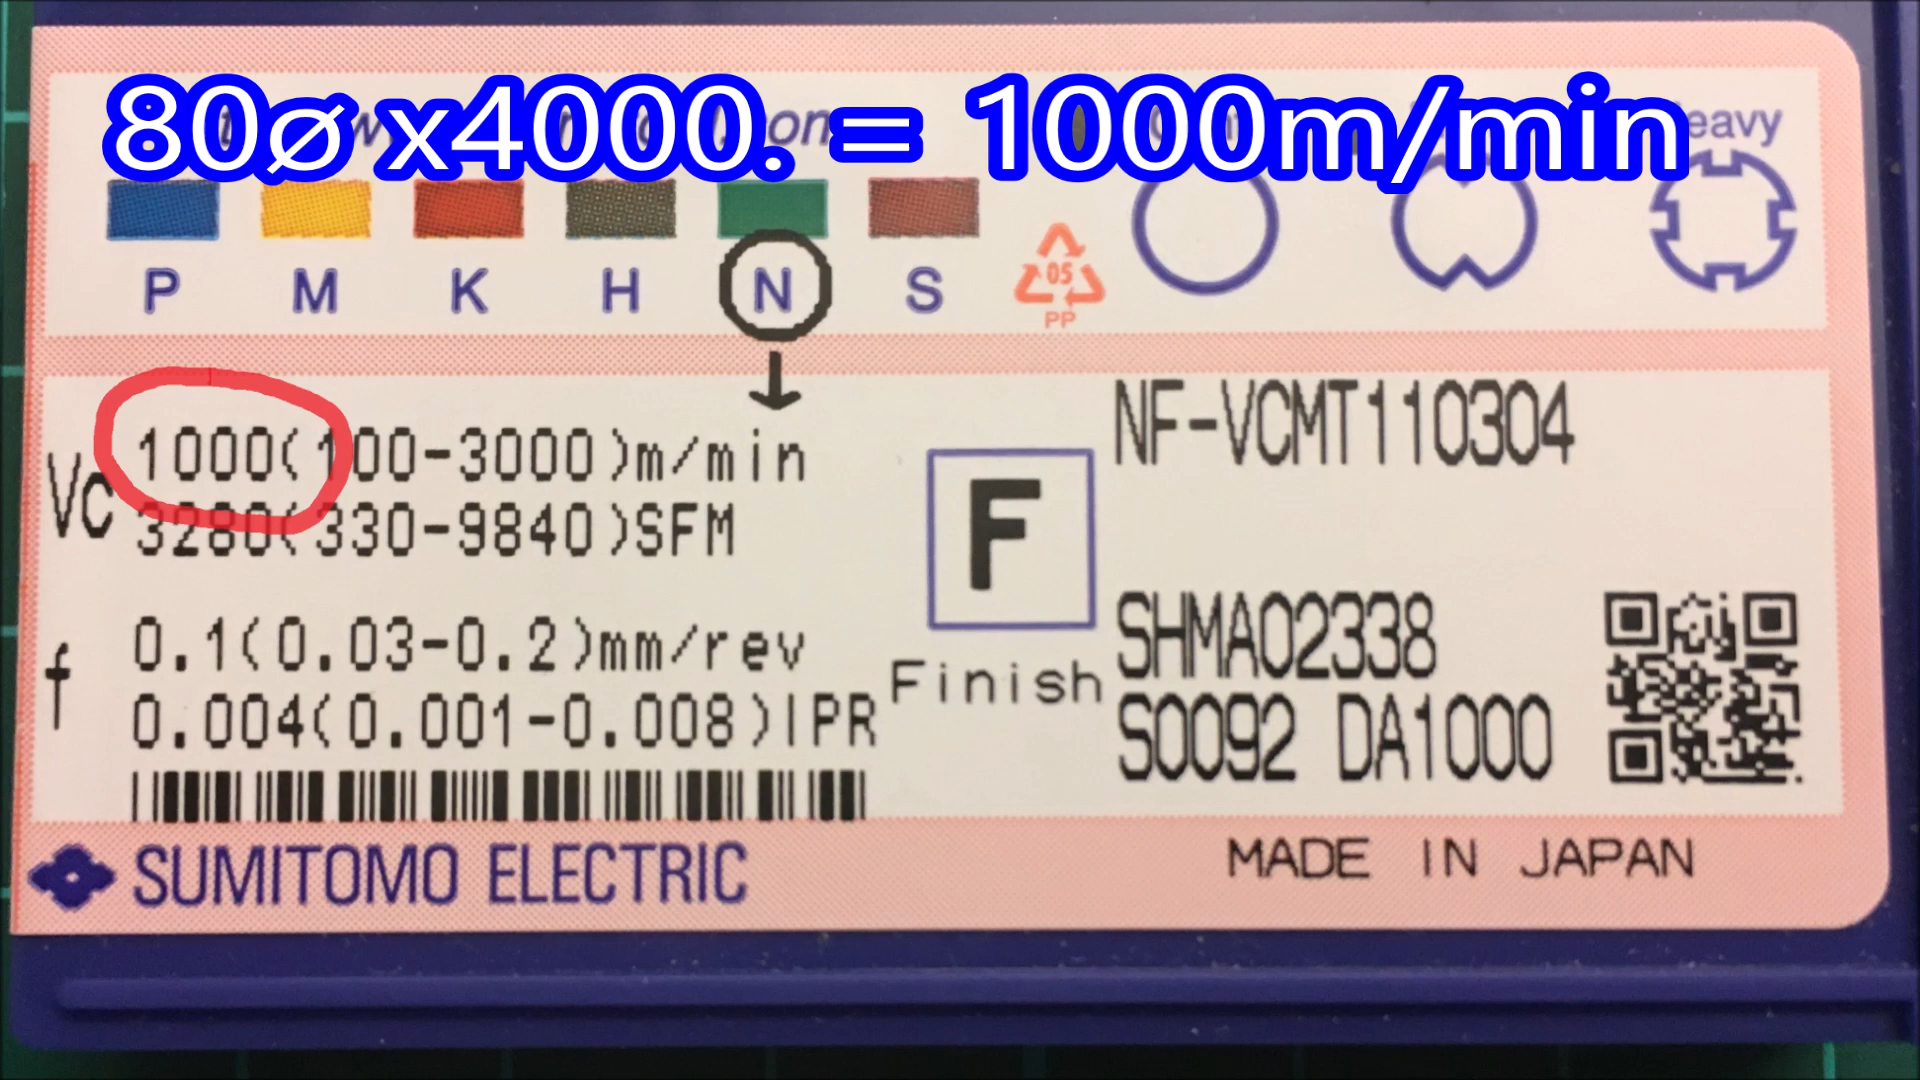 80ø x4000. = 1000m/min
eavy
P M K H N S
05
PP
Vc
1000(100-3000)m/min
3280(330-9840)SFM
f
0.1(0.03-0.2)mm/rev
0.004(0.001-0.008)IPR
F
Finish
NF-VCMT110304
SHMA02338
S0092 DA1000
SUMITOMO ELECTRIC
MADE IN JAPAN